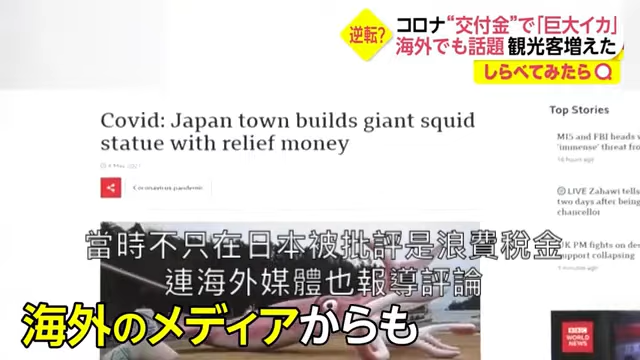 逆転?
コロナ“交付金”で「巨大イカ」
海外でも話題 観光客増えた
しらべてみたら
Covid: Japan town builds giant squid
statue with relief money
Coronavirus pandemic
Top Stories
MI5 and FBI heads w
'immense' threat fro
14 hours ago
LIVE Zahawi tells
two days after being
chancellor
UK PM fights on des
support collapsing
當時不只在日本被批評是浪費稅金
連海外媒體也報導評論
海外のメディアからも
BBC
WORLD
NEWS